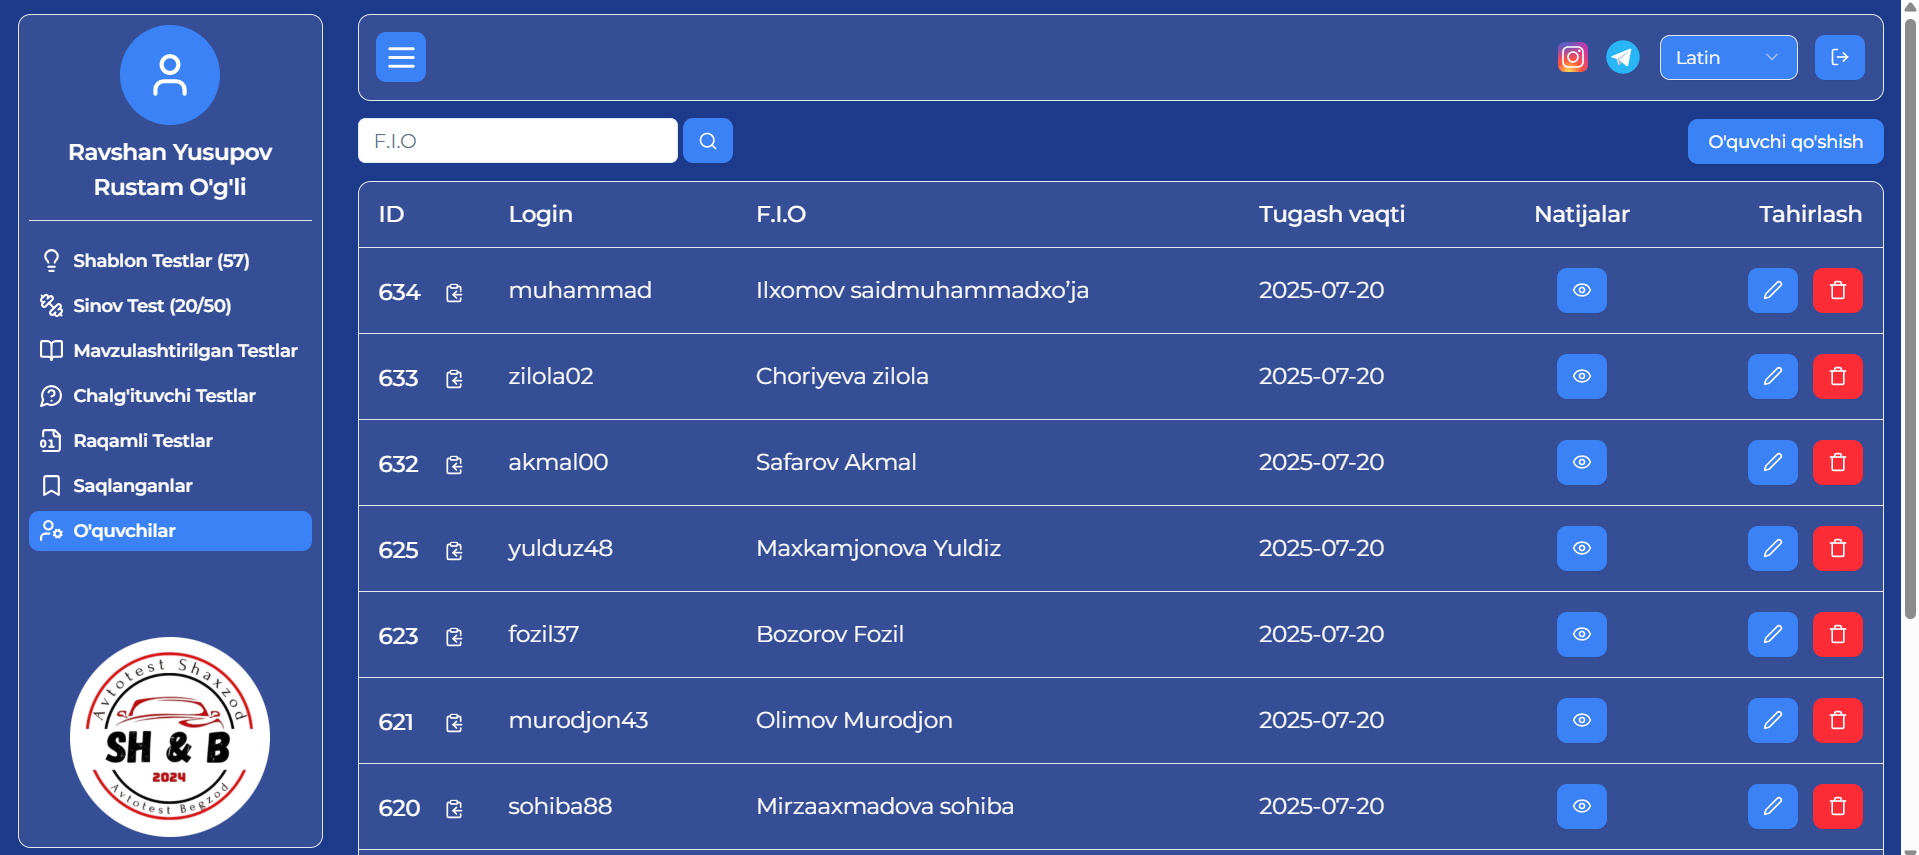 Ravshan Yusupov
Rustam O'g'li
Shablon Testlar (57)
Sinov Test (20/50)
Mavzulashtirilgan Testlar
Chalg'ituvchi Testlar
Raqamli Testlar
Saqlanganlar
O'quvchilar
Avtotest Shaxzod
SH & B
2024
Avtotest Begzod
Latin
F.I.O
O'quvchi qo'shish
ID Login F.I.O Tugash vaqti Natijalar Tahirlash
634 muhammad Ilxomov saidmuhammadxo’ja 2025-07-20
633 zilola02 Choriyeva zilola 2025-07-20
632 akmal00 Safarov Akmal 2025-07-20
625 yulduz48 Maxkamjonova Yuldiz 2025-07-20
623 fozil37 Bozorov Fozil 2025-07-20
621 murodjon43 Olimov Murodjon 2025-07-20
620 sohiba88 Mirzaaxmadova sohiba 2025-07-20